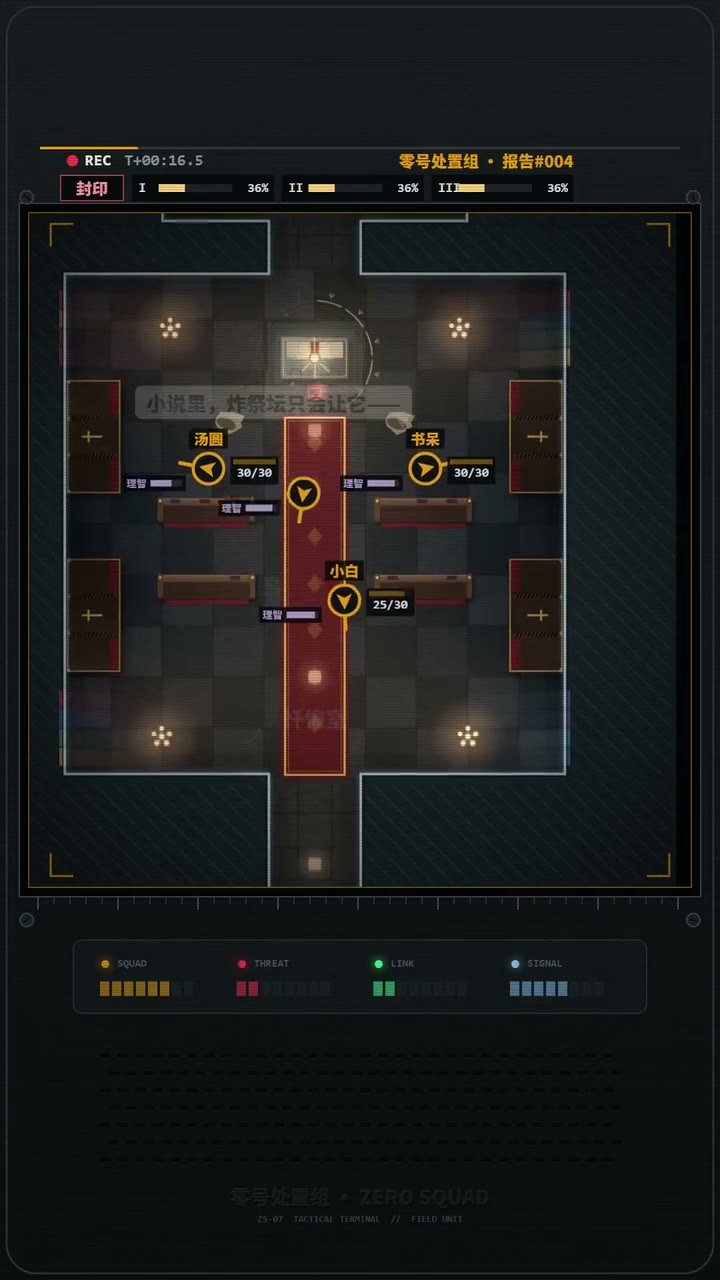 REC T+00:16.5 零号处置组 · 报告#004
封印 I 36% II 36% III 36%
小说里，炸祭坛只会让它——
汤圆 书呆
30/30 30/30
理智 理智
理智
小白
25/30
理智
忏悔室
SQUAD THREAT LINK SIGNAL
零号处置组 · ZERO SQUAD
ZS-07 TACTICAL TERMINAL // FIELD UNIT